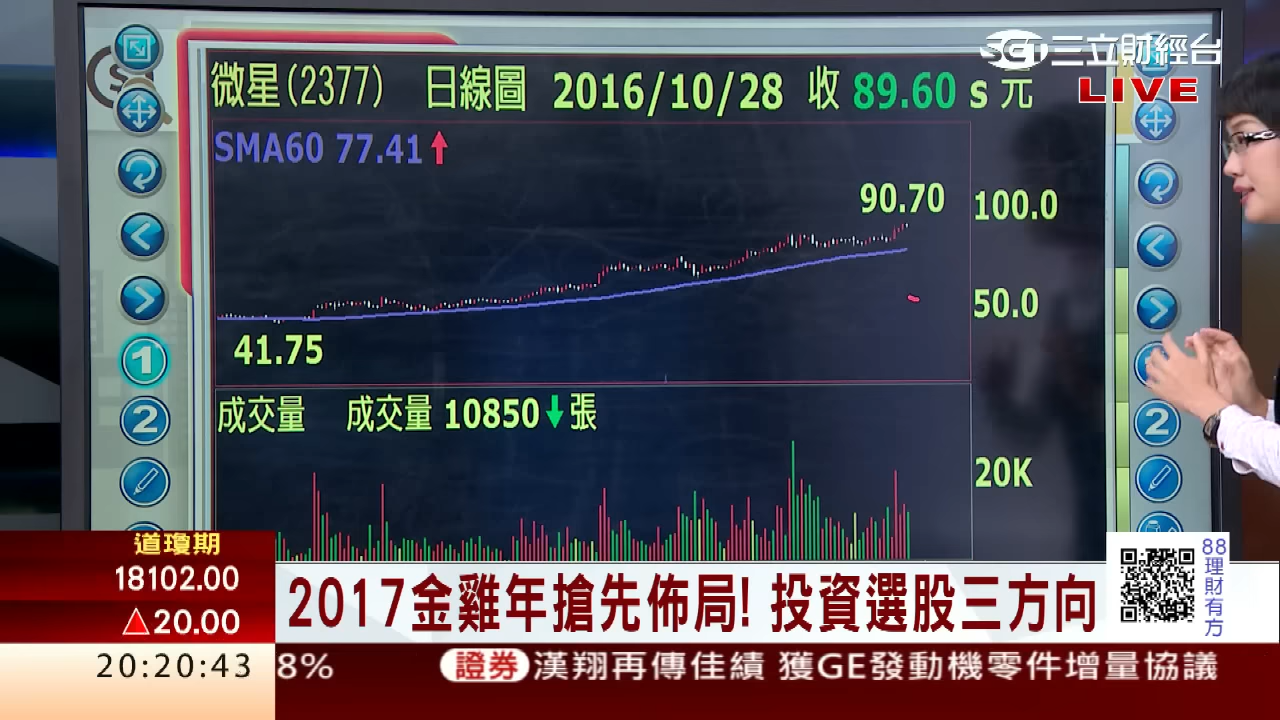 SET 三立財經台
LIVE
微星(2377) 日線圖 2016/10/28 收 89.60 s 元
SMA60 77.41
90.70
100.0
50.0
41.75
成交量 成交量 10850 張
20K
1
2
2
道瓊期
18102.00
20.00
2017金雞年搶先佈局! 投資選股三方向
88理財有方
20:20:43
8% 證券 漢翔再傳佳績 獲GE發動機零件增量協議